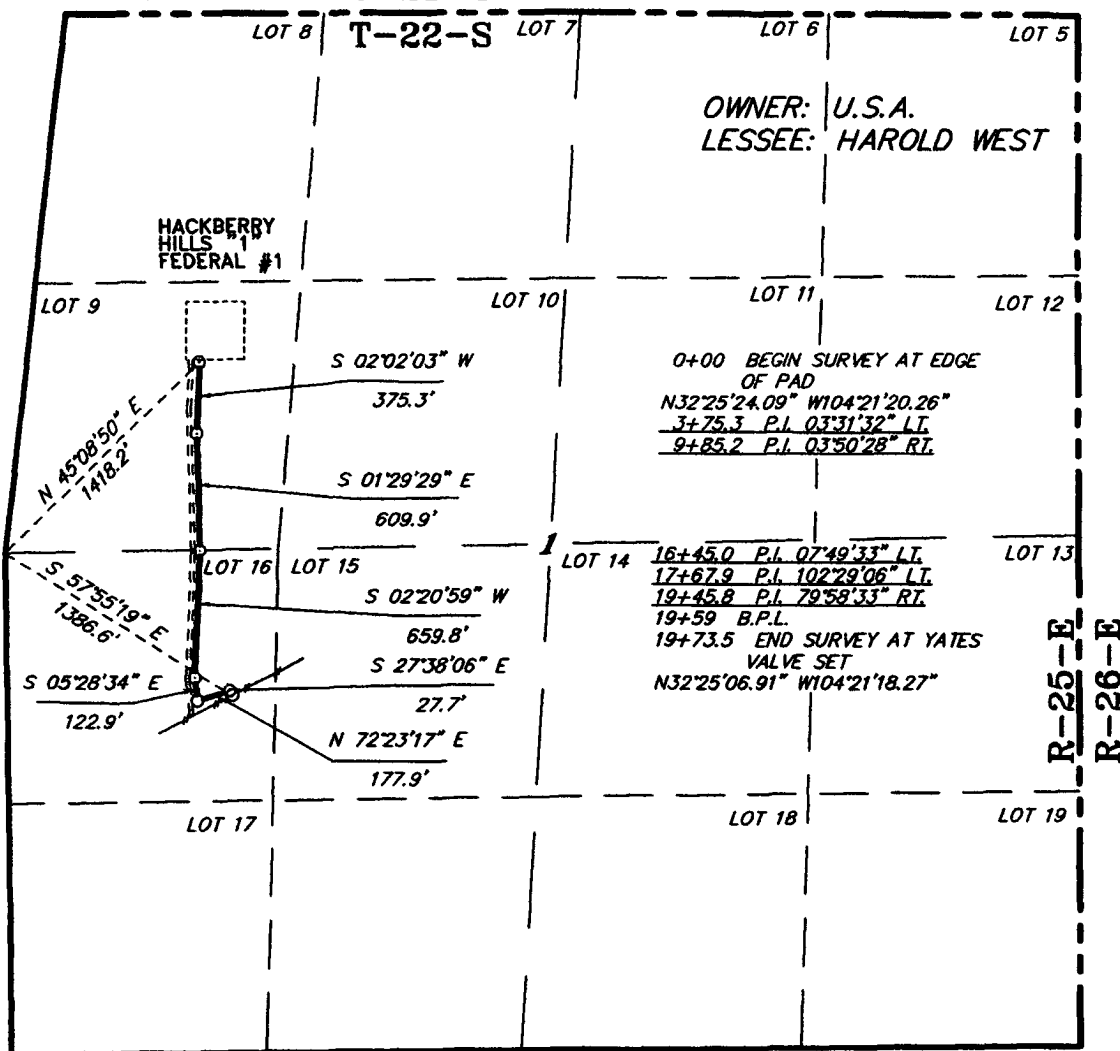 LOT 8
T-22-S
LOT 7
LOT 6
LOT 5
OWNER: U.S.A.
LESSEE: HAROLD WEST
HACKBERRY
HILLS "1"
FEDERAL #1
LOT 9
LOT 10
LOT 11
LOT 12
S 02°02'03" W
375.3'
N 45°08'50" E
1418.2'
S 01°29'29" E
609.9'
0+00 BEGIN SURVEY AT EDGE
OF PAD
N32°25'24.09" W104°21'20.26"
3+75.3 P.I. 03°31'32" LT.
9+85.2 P.I. 03°50'28" RT.
1
LOT 16
LOT 15
LOT 14
LOT 13
16+45.0 P.I. 07°49'33" LT.
17+67.9 P.I. 102°29'06" LT.
19+45.8 P.I. 79°58'33" RT.
19+59 B.P.L.
19+73.5 END SURVEY AT YATES
VALVE SET
N32°25'06.91" W104°21'18.27"
S 57°55'19" E
1386.6'
S 02°20'59" W
659.8'
S 27°38'06" E
27.7'
S 05°28'34" E
122.9'
N 72°23'17" E
177.9'
R-25-E
R-26-E
LOT 17
LOT 18
LOT 19